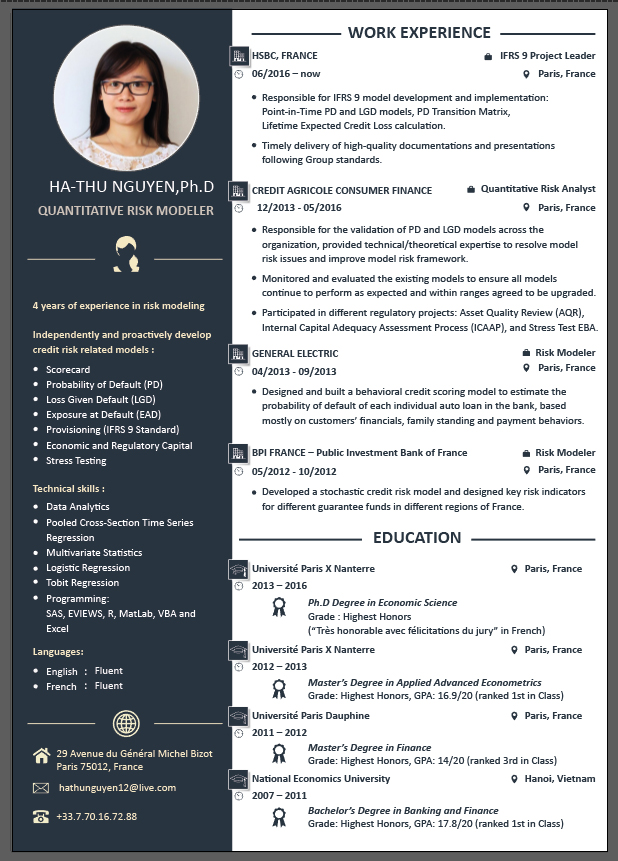 HA-THU NGUYEN,Ph.D
QUANTITATIVE RISK MODELER
4 years of experience in risk modeling
Independently and proactively develop
credit risk related models :
• Scorecard
• Probability of Default (PD)
• Loss Given Default (LGD)
• Exposure at Default (EAD)
• Provisioning (IFRS 9 Standard)
• Economic and Regulatory Capital
• Stress Testing
Technical skills :
• Data Analytics
• Pooled Cross-Section Time Series
Regression
• Multivariate Statistics
• Logistic Regression
• Tobit Regression
• Programming:
SAS, EVIEWS, R, MatLab, VBA and
Excel
Languages:
• English : Fluent
• French : Fluent
29 Avenue du Général Michel Bizot
Paris 75012, France
hathunguyen12@live.com
+33.7.70.16.72.88
WORK EXPERIENCE
HSBC, FRANCE IFRS 9 Project Leader
06/2016 – now Paris, France
• Responsible for IFRS 9 model development and implementation:
Point-in-Time PD and LGD models, PD Transition Matrix,
Lifetime Expected Credit Loss calculation.
• Timely delivery of high-quality documentations and presentations
following Group standards.
CREDIT AGRICOLE CONSUMER FINANCE Quantitative Risk Analyst
12/2013 - 05/2016 Paris, France
• Responsible for the validation of PD and LGD models across the
organization, provided technical/theoretical expertise to resolve model
risk issues and improve model risk framework.
• Monitored and evaluated the existing models to ensure all models
continue to perform as expected and within ranges agreed to be upgraded.
• Participated in different regulatory projects: Asset Quality Review (AQR),
Internal Capital Adequacy Assessment Process (ICAAP), and Stress Test EBA.
GENERAL ELECTRIC Risk Modeler
04/2013 - 09/2013 Paris, France
• Designed and built a behavioral credit scoring model to estimate the
probability of default of each individual auto loan in the bank, based
mostly on customers' financials, family standing and payment behaviors.
BPI FRANCE – Public Investment Bank of France Risk Modeler
05/2012 - 10/2012 Paris, France
• Developed a stochastic credit risk model and designed key risk indicators
for different guarantee funds in different regions of France.
EDUCATION
Université Paris X Nanterre Paris, France
2013 – 2016
Ph.D Degree in Economic Science
Grade : Highest Honors
("Très honorable avec félicitations du jury" in French)
Université Paris X Nanterre Paris, France
2012 – 2013
Master's Degree in Applied Advanced Econometrics
Grade: Highest Honors, GPA: 16.9/20 (ranked 1st in Class)
Université Paris Dauphine Paris, France
2011 – 2012
Master's Degree in Finance
Grade: Highest Honors, GPA: 14/20 (ranked 3rd in Class)
National Economics University Hanoi, Vietnam
2007 – 2011
Bachelor's Degree in Banking and Finance
Grade: Highest Honors, GPA: 17.8/20 (ranked 1st in Class)